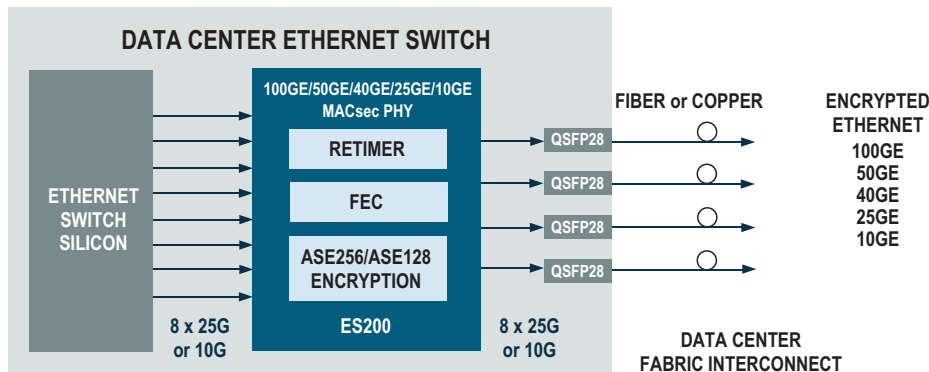 DATA CENTER ETHERNET SWITCH
ETHERNET
SWITCH
SILICON
8 x 25G
or 10G
100GE/50GE/40GE/25GE/10GE
MACsec PHY
RETIMER
FEC
ASE256/ASE128
ENCRYPTION
ES200
8 x 25G
or 10G
QSFP28
QSFP28
QSFP28
QSFP28
FIBER or COPPER
ENCRYPTED
ETHERNET
100GE
50GE
40GE
25GE
10GE
DATA CENTER
FABRIC INTERCONNECT